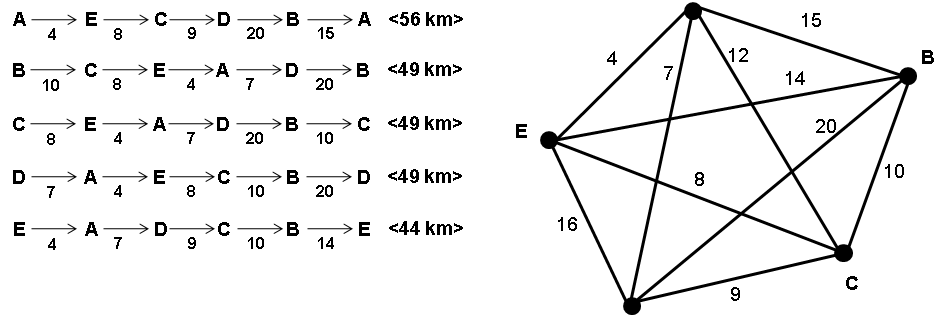 A → E → C → D → B → A <56 km>
4 8 9 20 15
B → C → E → A → D → B <49 km>
10 8 4 7 20
C → E → A → D → B → C <49 km>
8 4 7 20 10
D → A → E → C → B → D <49 km>
7 4 8 10 20
E → A → D → C → B → E <44 km>
4 7 9 10 14
15
B
4
7
12
14
E
20
10
8
16
C
9